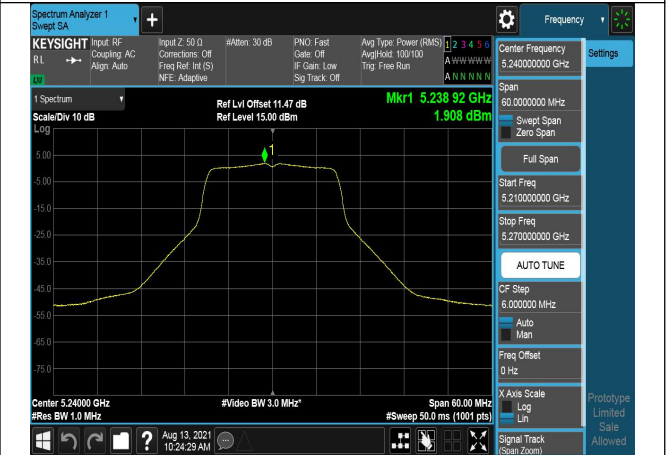 Spectrum Analyzer 1
Swept SA
+
Frequency
KEYSIGHT
RL
Input: RF
Coupling: AC
Align: Auto
Input Z: 50 Ω
Corrections: Off
Freq Ref: Int (S)
NFE: Adaptive
#Atten: 30 dB
PNO: Fast
Gate: Off
IF Gain: Low
Sig Track: Off
Avg Type: Power (RMS)
Avg|Hold: 100/100
Trig: Free Run
1 2 3 4 5 6
A W W W W W
A N N N N N
LNI
1 Spectrum
Scale/Div 10 dB
Log
Ref Lvl Offset 11.47 dB
Ref Level 15.00 dBm
Mkr1 5.238 92 GHz
1.908 dBm
1
5.00
-5.00
-15.0
-25.0
-35.0
-45.0
-55.0
-65.0
-75.0
Center 5.24000 GHz
#Res BW 1.0 MHz
#Video BW 3.0 MHz*
Span 60.00 MHz
#Sweep 50.0 ms (1001 pts)
Center Frequency
5.240000000 GHz
Settings
Span
60.0000000 MHz
Swept Span
Zero Span
Full Span
Start Freq
5.210000000 GHz
Stop Freq
5.270000000 GHz
AUTO TUNE
CF Step
6.000000 MHz
Auto
Man
Freq Offset
0 Hz
X Axis Scale
Log
Lin
Signal Track
(Span Zoom)
Prototype
Limited
Sale
Allowed
?
Aug 13, 2021
10:24:29 AM